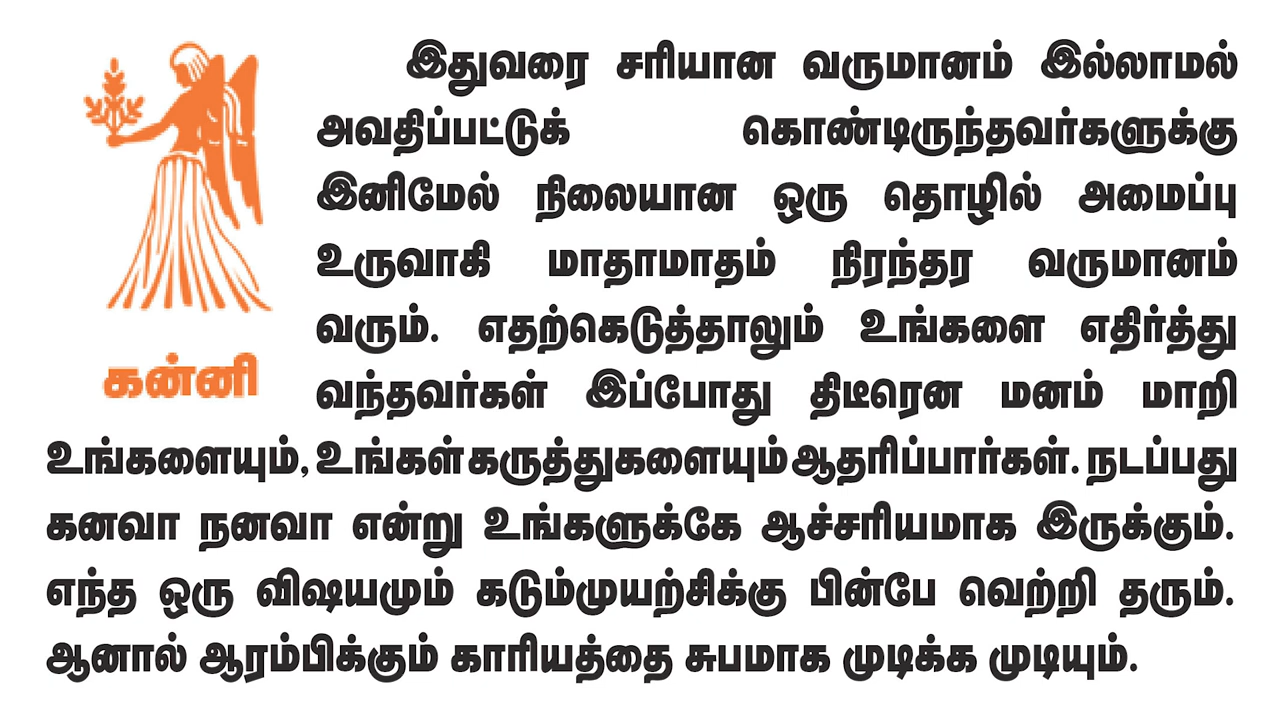 இதுவரை சரியான வருமானம் இல்லாமல்
அவதிப்பட்டுக் கொண்டிருந்தவர்களுக்கு
இனிமேல் நிலையான ஒரு தொழில் அமைப்பு
உருவாகி மாதாமாதம் நிரந்தர வருமானம்
வரும். எதற்கெடுத்தாலும் உங்களை எதிர்த்து
வந்தவர்கள் இப்போது திடீரென மனம் மாறி
கன்னி
உங்களையும், உங்கள் கருத்துகளையும் ஆதரிப்பார்கள். நடப்பது
கனவா நனவா என்று உங்களுக்கே ஆச்சரியமாக இருக்கும்.
எந்த ஒரு விஷயமும் கடும்முயற்சிக்கு பின்பே வெற்றி தரும்.
ஆனால் ஆரம்பிக்கும் காரியத்தை சுபமாக முடிக்க முடியும்.